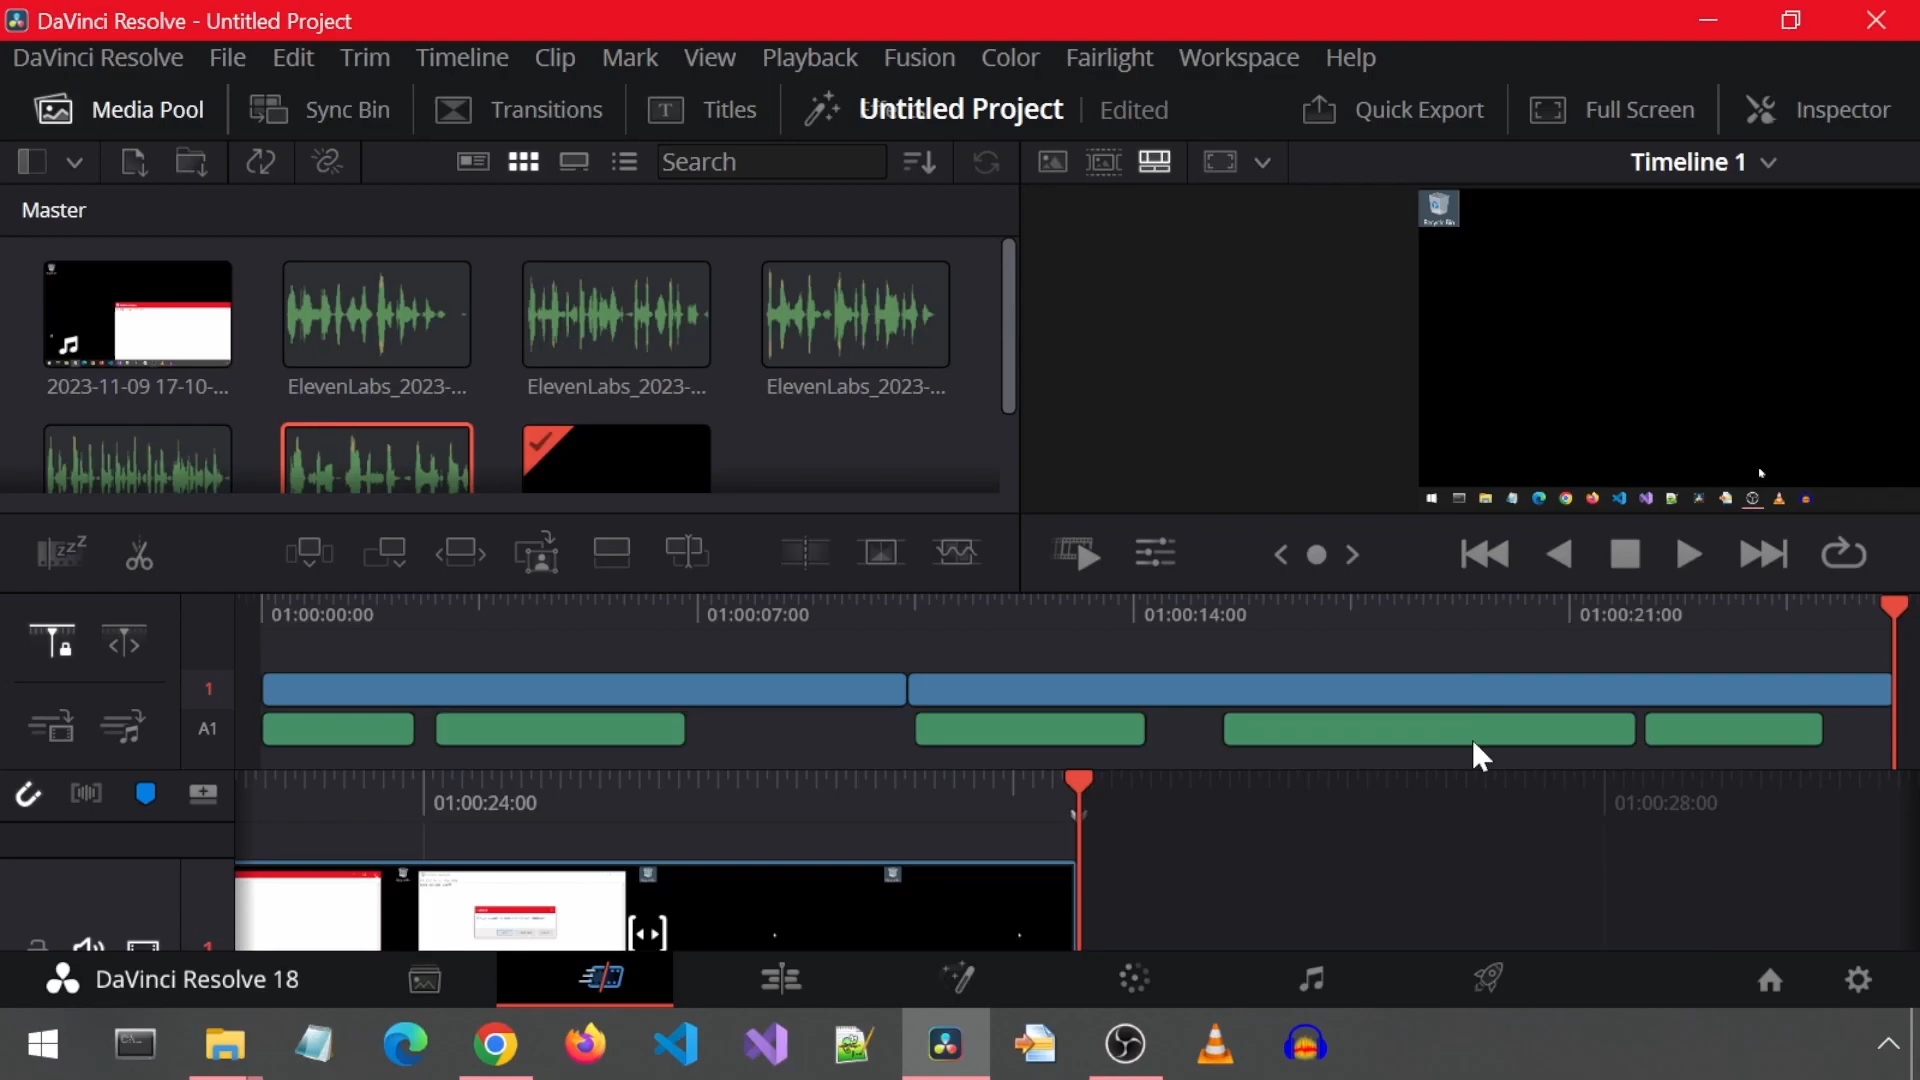 DaVinci Resolve - Untitled Project
DaVinci Resolve File Edit Trim Timeline Clip Mark View Playback Fusion Color Fairlight Workspace Help
Media Pool Sync Bin Transitions Titles Untitled Project Edited Quick Export Full Screen Inspector
Search Timeline 1
Master
Recycle Bin
2023-11-09 17-10-... ElevenLabs_2023-... ElevenLabs_2023-... ElevenLabs_2023-...
01:00:00:00 01:00:07:00 01:00:14:00 01:00:21:00
1
A1
01:00:24:00 01:00:28:00
1
DaVinci Resolve 18